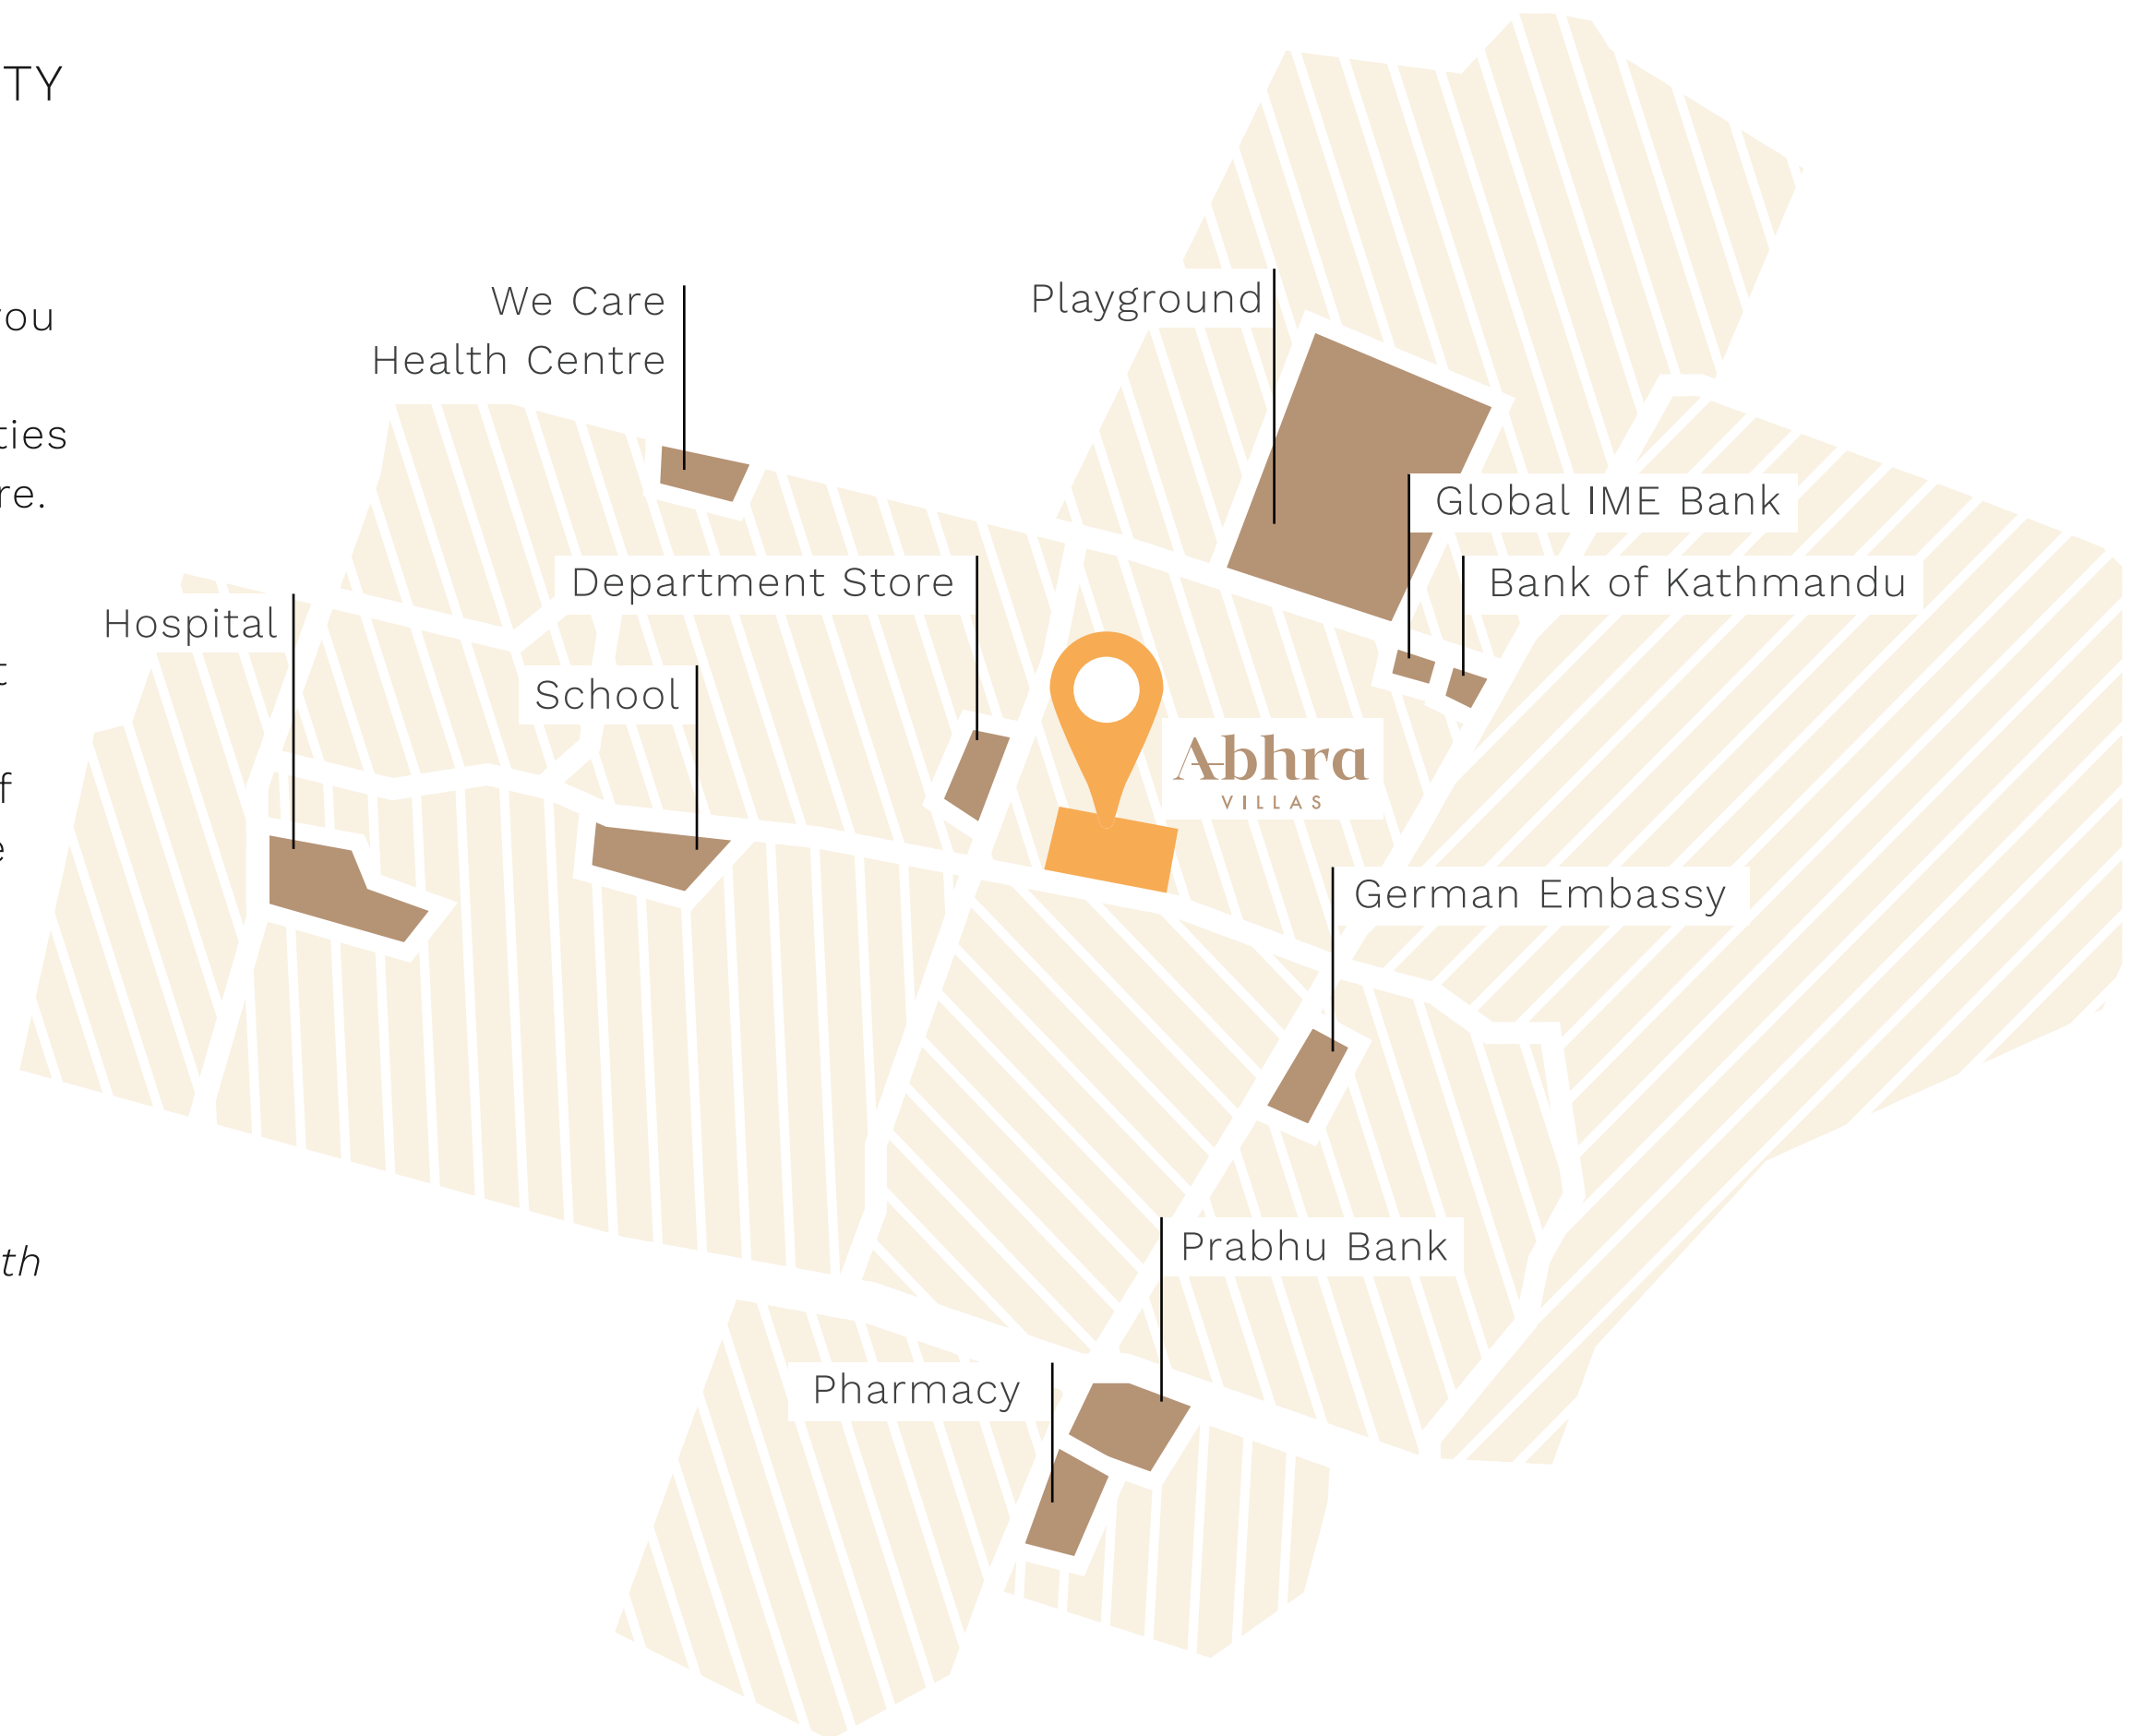 TY
We Care
Health Centre
Playground
Global IME Bank
Department Store
Bank of Kathmandu
Hospital
School
Abhra
VILLAS
German Embassy
Prabhu Bank
Pharmacy
ou
ties
re.
t
f
e
th